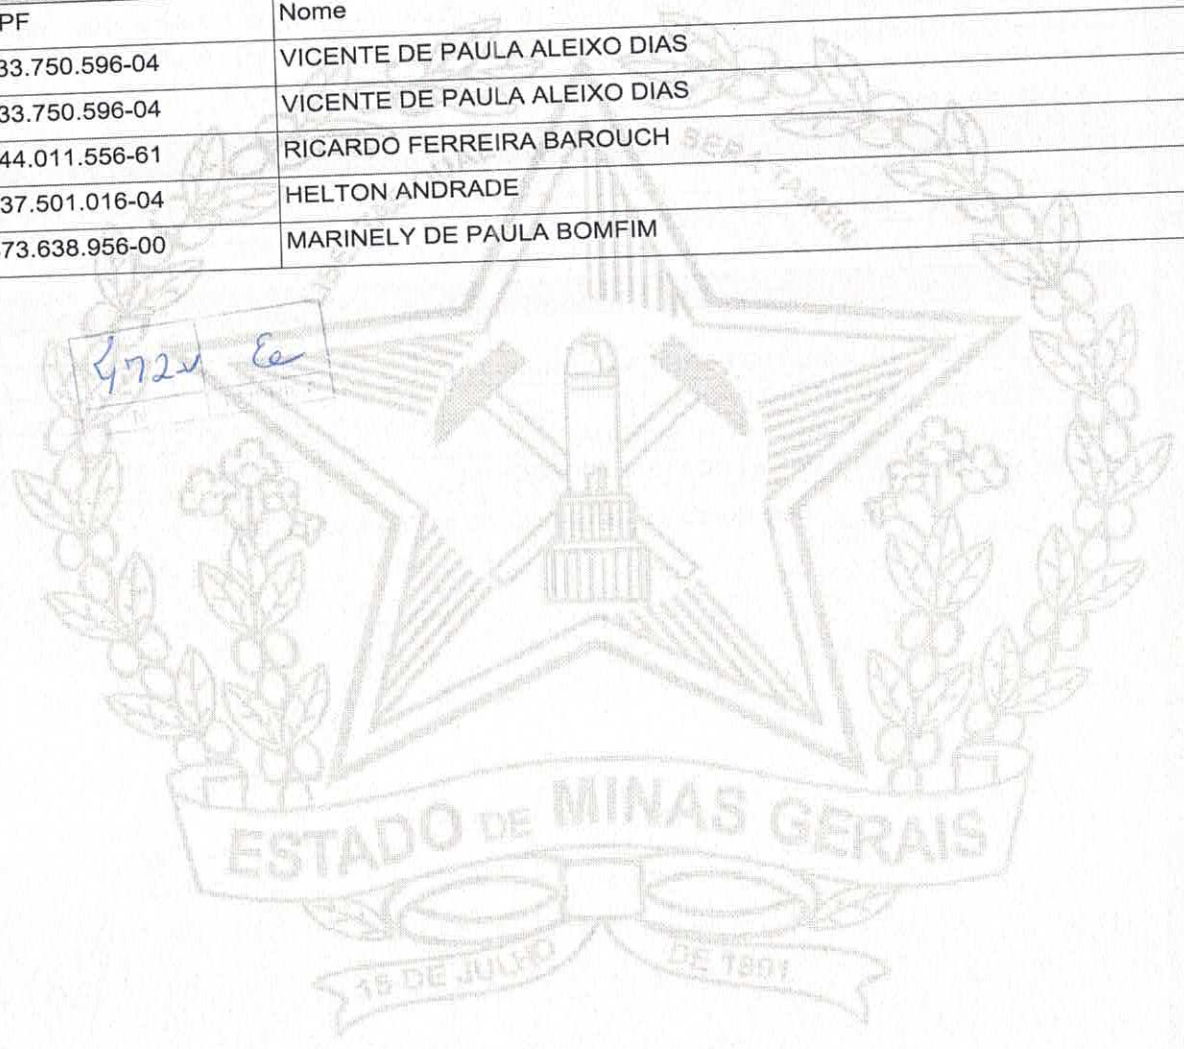 PF Nome
33.750.596-04 VICENTE DE PAULA ALEIXO DIAS
33.750.596-04 VICENTE DE PAULA ALEIXO DIAS
44.011.556-61 RICARDO FERREIRA BAROUCH
37.501.016-04 HELTON ANDRADE
73.638.956-00 MARINELY DE PAULA BOMFIM
SERA TAMEN
ESTADO DE MINAS GERAIS
15 DE JULHO DE 1891